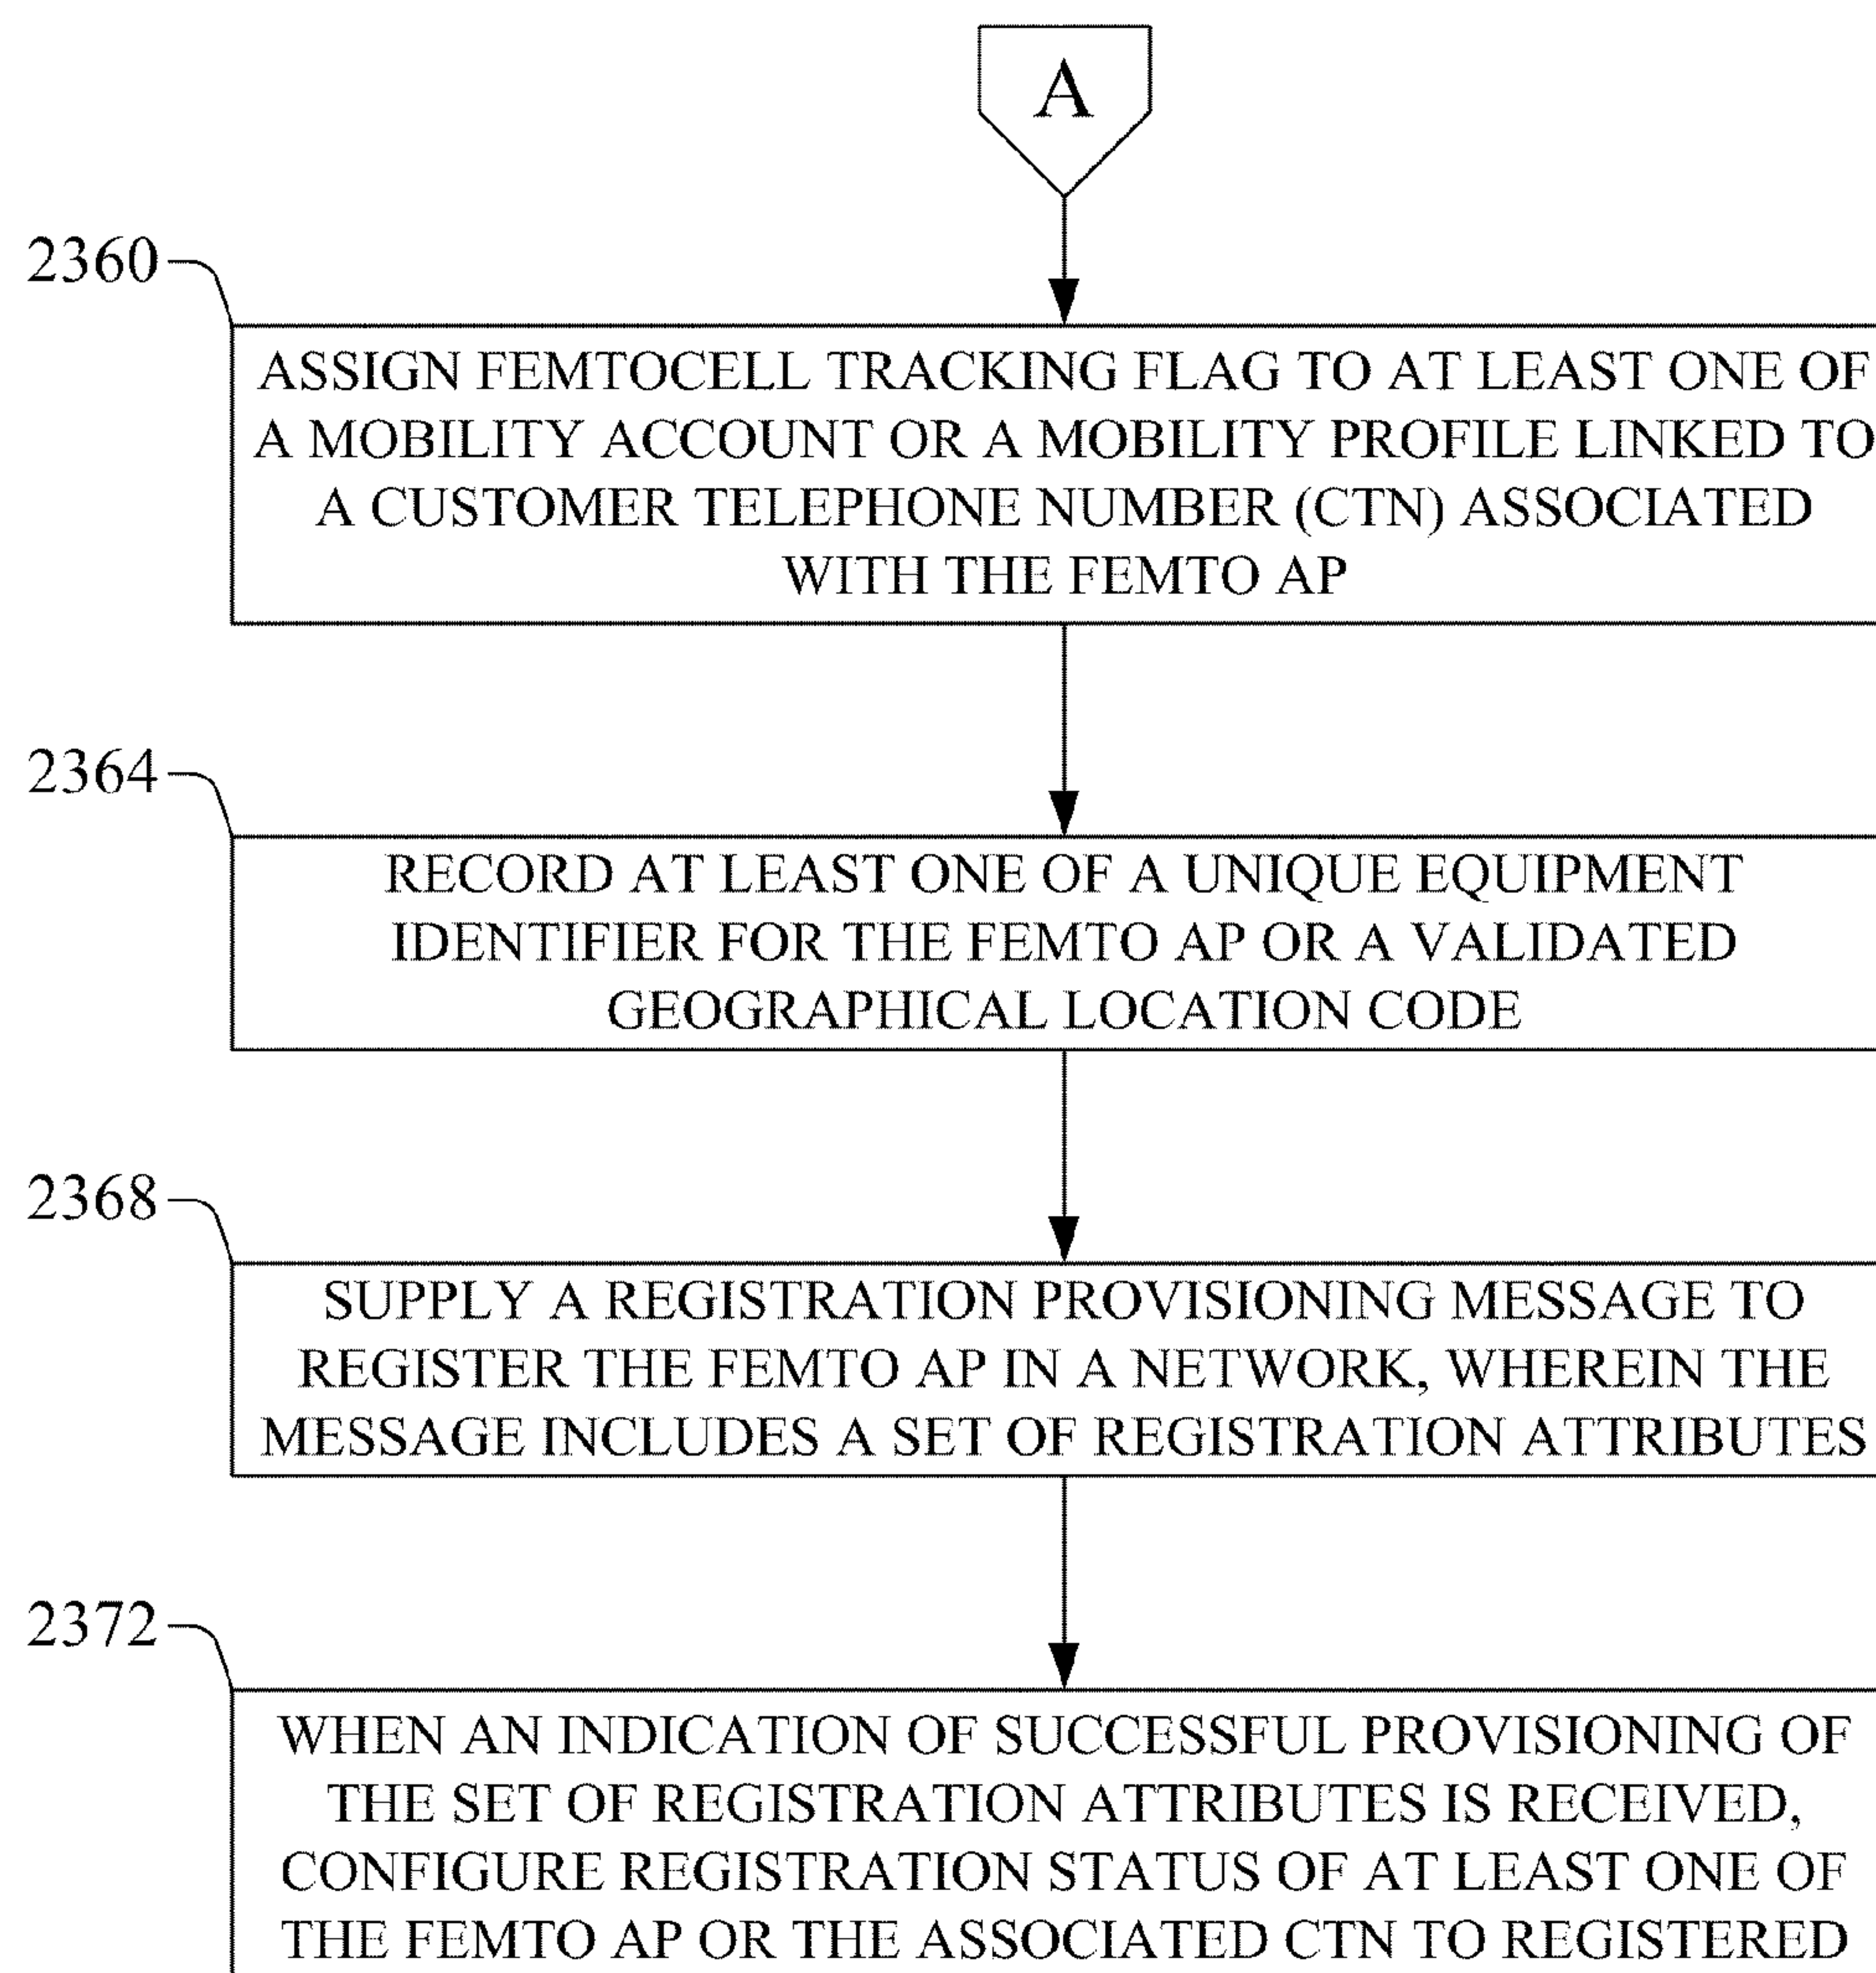 A
2360
ASSIGN FEMTOCELL TRACKING FLAG TO AT LEAST ONE OF
A MOBILITY ACCOUNT OR A MOBILITY PROFILE LINKED TO
A CUSTOMER TELEPHONE NUMBER (CTN) ASSOCIATED
WITH THE FEMTO AP
2364
RECORD AT LEAST ONE OF A UNIQUE EQUIPMENT
IDENTIFIER FOR THE FEMTO AP OR A VALIDATED
GEOGRAPHICAL LOCATION CODE
2368
SUPPLY A REGISTRATION PROVISIONING MESSAGE TO
REGISTER THE FEMTO AP IN A NETWORK, WHEREIN THE
MESSAGE INCLUDES A SET OF REGISTRATION ATTRIBUTES
2372
WHEN AN INDICATION OF SUCCESSFUL PROVISIONING OF
THE SET OF REGISTRATION ATTRIBUTES IS RECEIVED,
CONFIGURE REGISTRATION STATUS OF AT LEAST ONE OF
THE FEMTO AP OR THE ASSOCIATED CTN TO REGISTERED